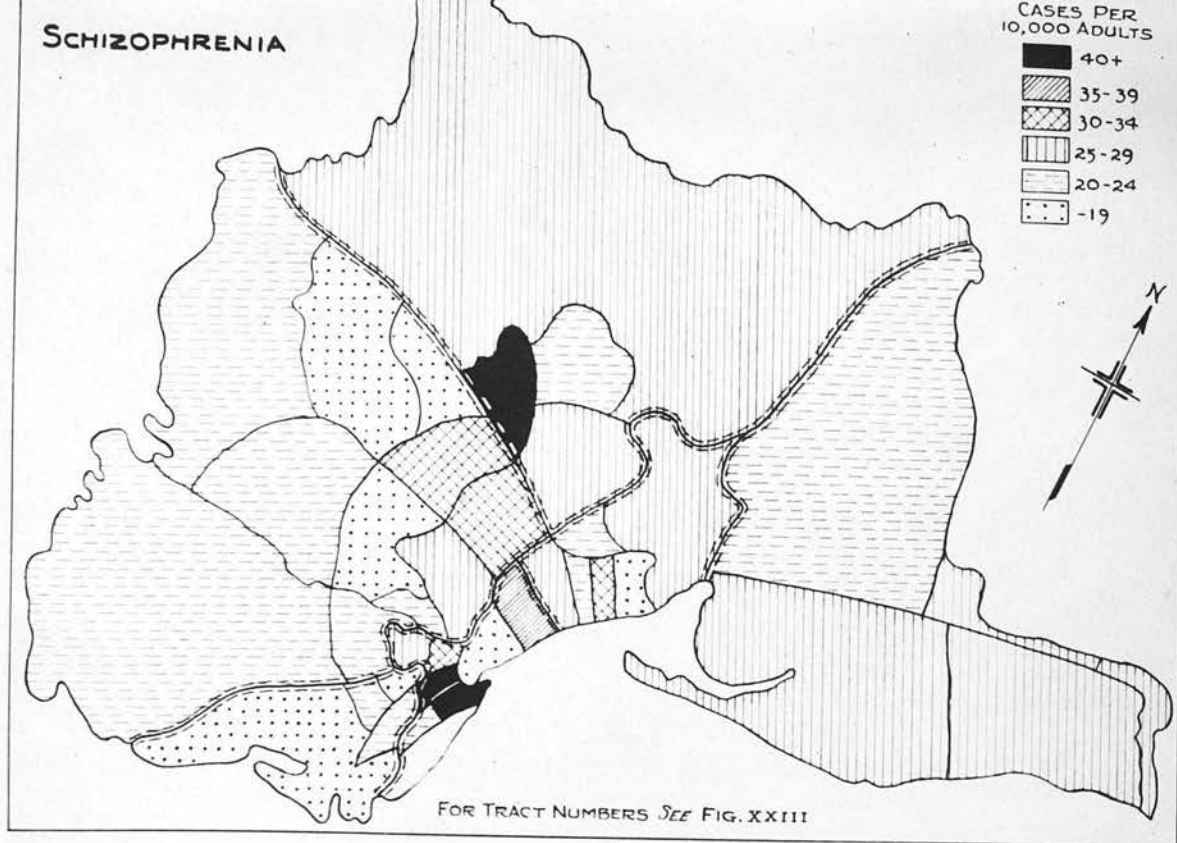 SCHIZOPHRENIA
CASES PER
10,000 ADULTS
40+
35-39
30-34
25-29
20-24
-19
N
FOR TRACT NUMBERS SEE FIG. XXIII